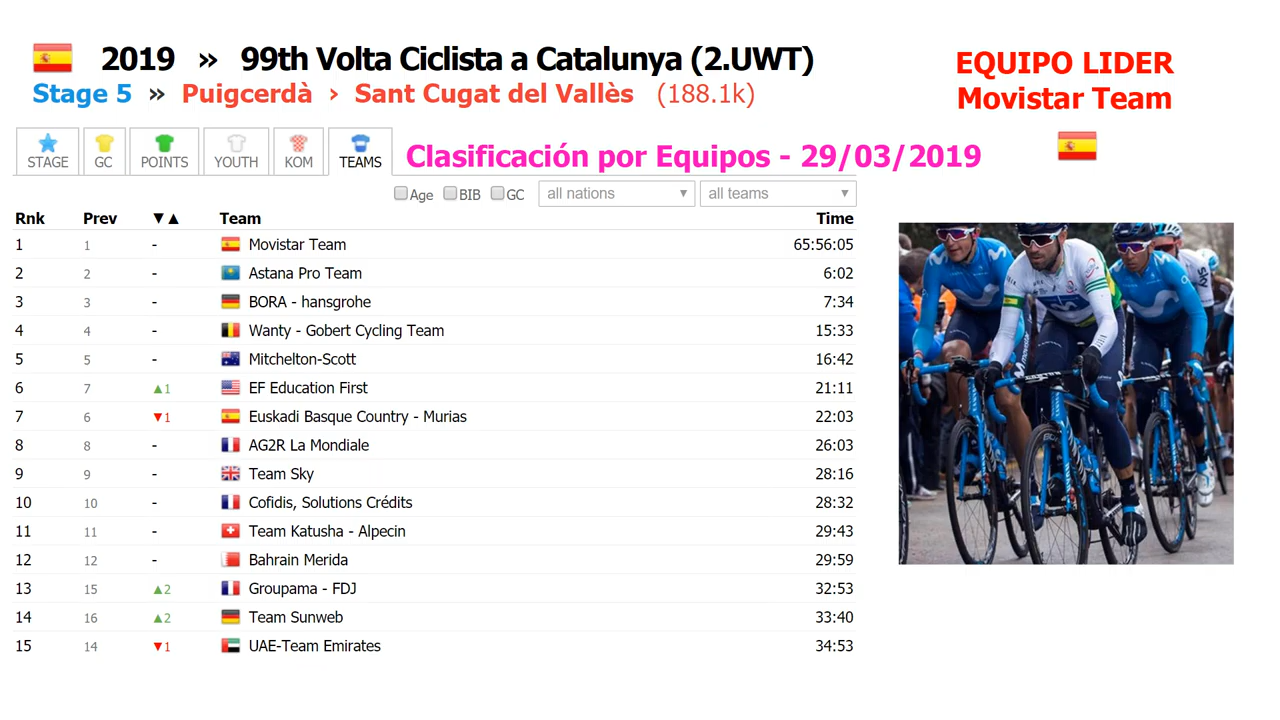 2019 » 99th Volta Ciclista a Catalunya (2.UWT)
Stage 5 » Puigcerdà › Sant Cugat del Vallès (188.1k)
EQUIPO LIDER
Movistar Team
STAGE GC POINTS YOUTH KOM TEAMS
Clasificación por Equipos - 29/03/2019
Age BIB GC all nations ▼ all teams ▼
Rnk Prev ▼▲ Team Time
1 1 - Movistar Team 65:56:05
2 2 - Astana Pro Team 6:02
3 3 - BORA - hansgrohe 7:34
4 4 - Wanty - Gobert Cycling Team 15:33
5 5 - Mitchelton-Scott 16:42
6 7 ▲1 EF Education First 21:11
7 6 ▼1 Euskadi Basque Country - Murias 22:03
8 8 - AG2R La Mondiale 26:03
9 9 - Team Sky 28:16
10 10 - Cofidis, Solutions Crédits 28:32
11 11 - Team Katusha - Alpecin 29:43
12 12 - Bahrain Merida 29:59
13 15 ▲2 Groupama - FDJ 32:53
14 16 ▲2 Team Sunweb 33:40
15 14 ▼1 UAE-Team Emirates 34:53